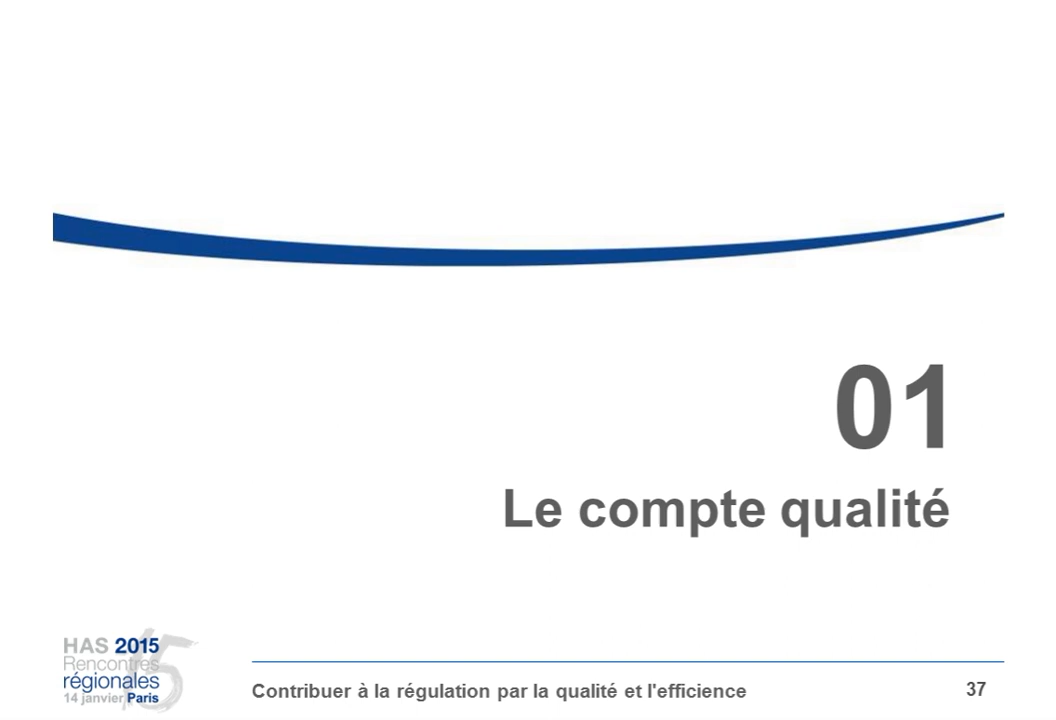 01
Le compte qualité
HAS 2015
Rencontres
régionales
14 janvier Paris
15
Contribuer à la régulation par la qualité et l'efficience
37